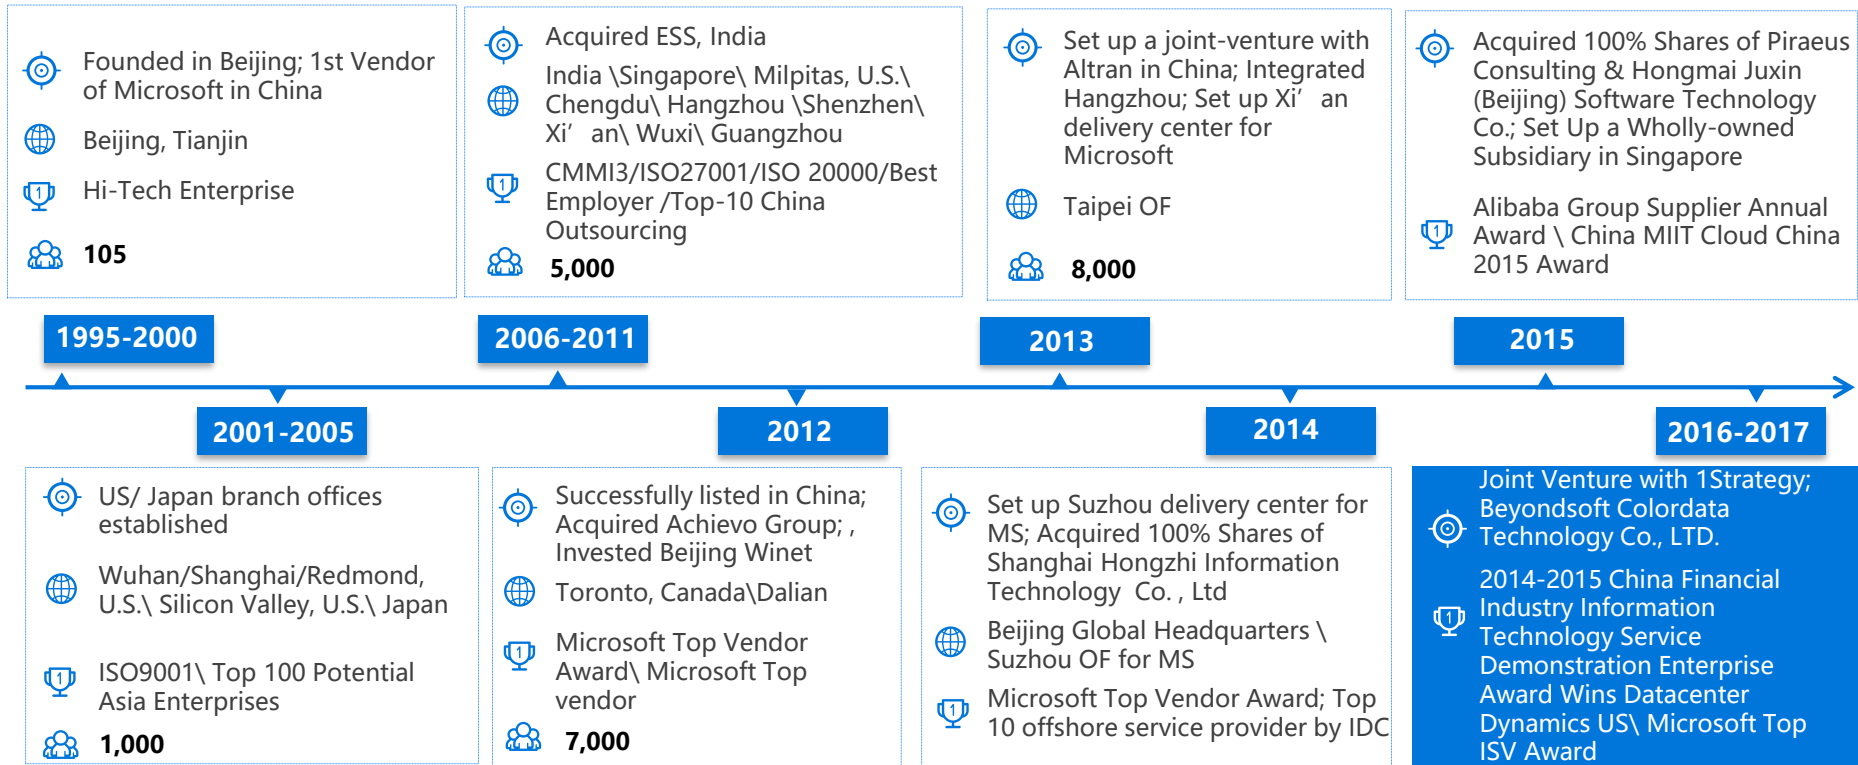 Founded in Beijing; 1st Vendor
of Microsoft in China
Beijing, Tianjin
Hi-Tech Enterprise
105
Acquired ESS, India
India \Singapore\ Milpitas, U.S.\
Chengdu\ Hangzhou \Shenzhen\
Xi’ an\ Wuxi\ Guangzhou
CMMI3/ISO27001/ISO 20000/Best
Employer /Top-10 China
Outsourcing
5,000
Set up a joint-venture with
Altran in China; Integrated
Hangzhou; Set up Xi’ an
delivery center for
Microsoft
Taipei OF
8,000
Acquired 100% Shares of Piraeus
Consulting & Hongmai Juxin
(Beijing) Software Technology
Co.; Set Up a Wholly-owned
Subsidiary in Singapore
Alibaba Group Supplier Annual
Award \ China MIIT Cloud China
2015 Award
1995-2000
2006-2011
2013
2015
2001-2005
2012
2014
2016-2017
US/ Japan branch offices
established
Wuhan/Shanghai/Redmond,
U.S.\ Silicon Valley, U.S.\ Japan
ISO9001\ Top 100 Potential
Asia Enterprises
1,000
Successfully listed in China;
Acquired Achievo Group; ,
Invested Beijing Winet
Toronto, Canada\Dalian
Microsoft Top Vendor
Award\ Microsoft Top
vendor
7,000
Set up Suzhou delivery center for
MS; Acquired 100% Shares of
Shanghai Hongzhi Information
Technology Co. , Ltd
Beijing Global Headquarters \
Suzhou OF for MS
Microsoft Top Vendor Award; Top
10 offshore service provider by IDC
Joint Venture with 1Strategy;
Beyondsoft Colordata
Technology Co., LTD.
2014-2015 China Financial
Industry Information
Technology Service
Demonstration Enterprise
Award Wins Datacenter
Dynamics US\ Microsoft Top
ISV Award